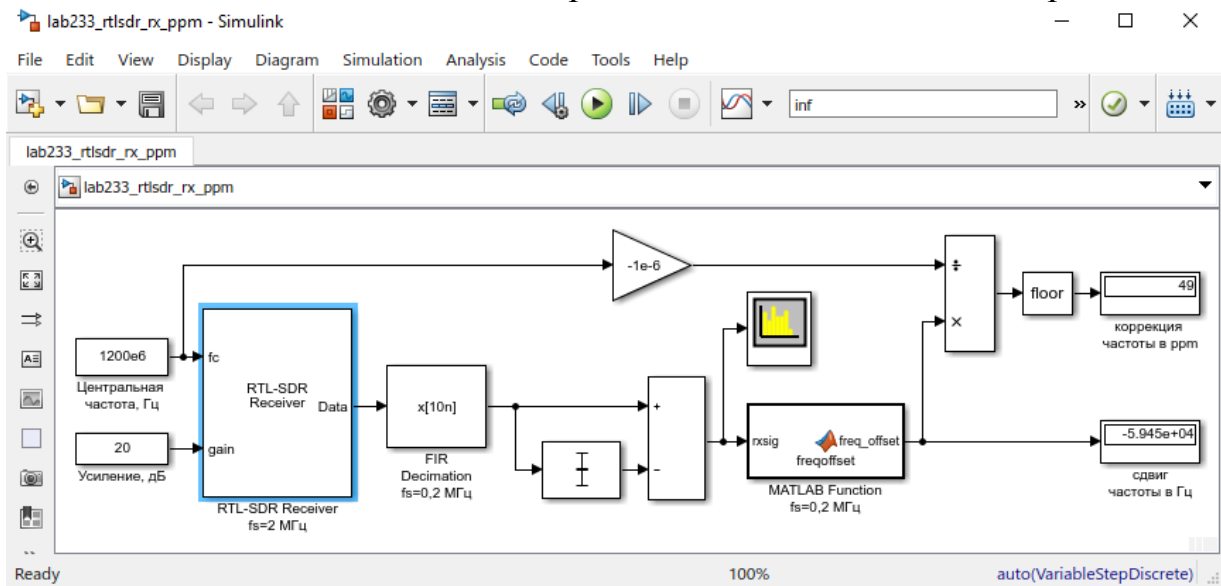 lab233_rtlsdr_rx_ppm - Simulink
File Edit View Display Diagram Simulation Analysis Code Tools Help
inf
»
lab233_rtlsdr_rx_ppm
lab233_rtlsdr_rx_ppm
-1e-6
÷
×
floor
49
коррекция
частоты в ppm
1200e6
Центральная
частота, Гц
20
Усиление, дБ
fc
gain
RTL-SDR
Receiver
Data
RTL-SDR Receiver
fs=2 МГц
x[10n]
FIR
Decimation
fs=0,2 МГц
+
−
rxsig
freq_offset
freqoffset
MATLAB Function
fs=0,2 МГц
-5.945e+04
сдвиг
частоты в Гц
Ready
100%
auto(VariableStepDiscrete)